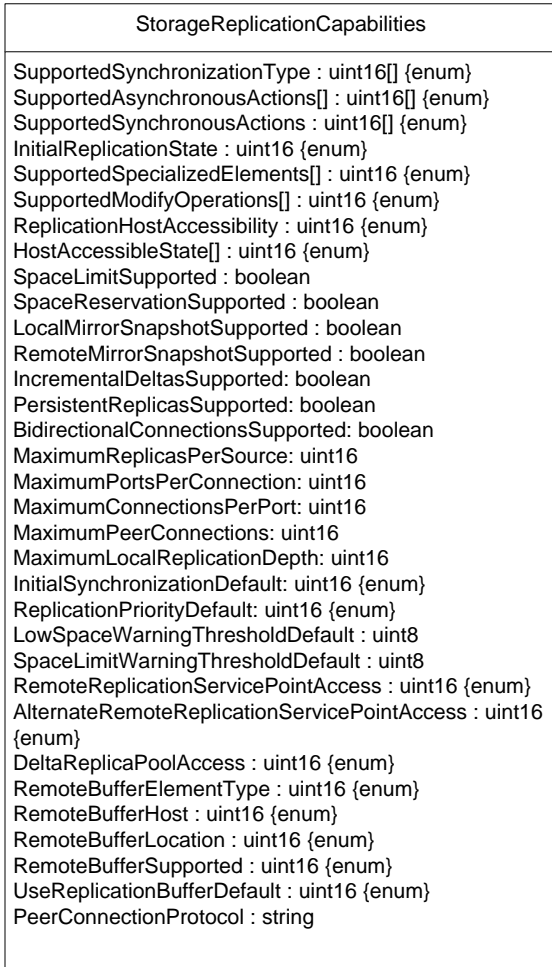 StorageReplicationCapabilities
SupportedSynchronizationType : uint16[] {enum}
SupportedAsynchronousActions[] : uint16[] {enum}
SupportedSynchronousActions : uint16[] {enum}
InitialReplicationState : uint16 {enum}
SupportedSpecializedElements[] : uint16 {enum}
SupportedModifyOperations[] : uint16 {enum}
ReplicationHostAccessibility : uint16 {enum}
HostAccessibleState[] : uint16 {enum}
SpaceLimitSupported : boolean
SpaceReservationSupported : boolean
LocalMirrorSnapshotSupported : boolean
RemoteMirrorSnapshotSupported : boolean
IncrementalDeltasSupported: boolean
PersistentReplicasSupported: boolean
BidirectionalConnectionsSupported: boolean
MaximumReplicasPerSource: uint16
MaximumPortsPerConnection: uint16
MaximumConnectionsPerPort: uint16
MaximumPeerConnections: uint16
MaximumLocalReplicationDepth: uint16
InitialSynchronizationDefault: uint16 {enum}
ReplicationPriorityDefault: uint16 {enum}
LowSpaceWarningThresholdDefault : uint8
SpaceLimitWarningThresholdDefault : uint8
RemoteReplicationServicePointAccess : uint16 {enum}
AlternateRemoteReplicationServicePointAccess : uint16
{enum}
DeltaReplicaPoolAccess : uint16 {enum}
RemoteBufferElementType : uint16 {enum}
RemoteBufferHost : uint16 {enum}
RemoteBufferLocation : uint16 {enum}
RemoteBufferSupported : uint16 {enum}
UseReplicationBufferDefault : uint16 {enum}
PeerConnectionProtocol : string